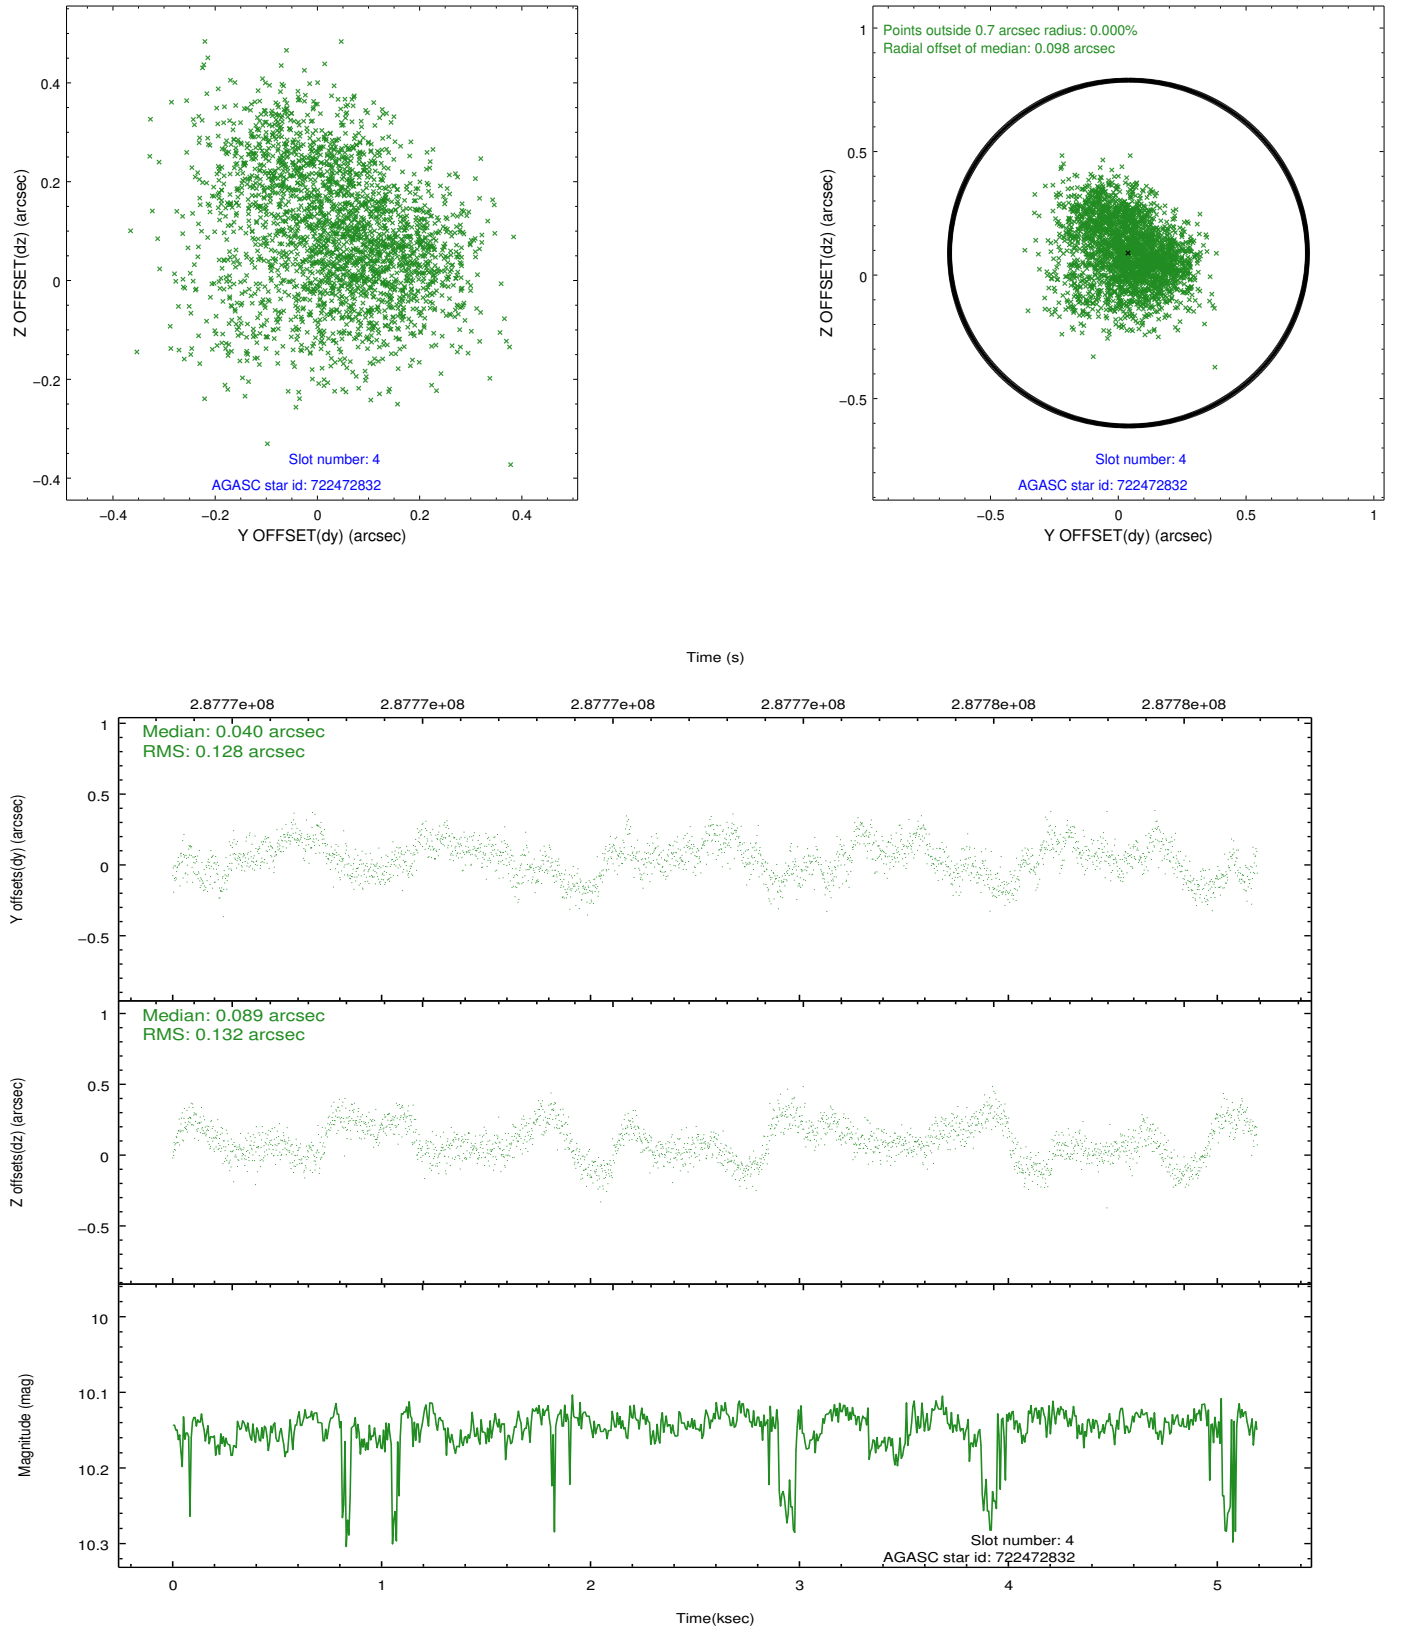 Z OFFSET(dz) (arcsec)
0.4
0.2
0
−0.2
−0.4
−0.4
−0.2
0
0.2
0.4
Y OFFSET(dy) (arcsec)
Slot number: 4
AGASC star id: 722472832
Points outside 0.7 arcsec radius: 0.000%
Radial offset of median: 0.098 arcsec
Z OFFSET(dz) (arcsec)
1
0.5
0
−0.5
−0.5
0
0.5
1
Y OFFSET(dy) (arcsec)
Slot number: 4
AGASC star id: 722472832
Time (s)
2.8777e+08
2.8777e+08
2.8777e+08
2.8777e+08
2.8778e+08
2.8778e+08
Median: 0.040 arcsec
RMS: 0.128 arcsec
Y offsets(dy) (arcsec)
1
0.5
0
−0.5
Median: 0.089 arcsec
RMS: 0.132 arcsec
Z offsets(dz) (arcsec)
1
0.5
0
−0.5
Magnitude (mag)
10
10.1
10.2
10.3
Slot number: 4
AGASC star id: 722472832
0
1
2
3
4
5
Time(ksec)